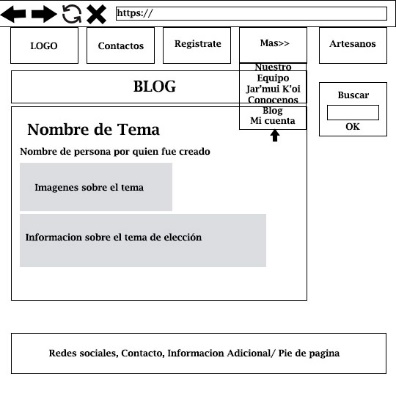 https://
LOGO
Contactos
Registrate
Mas>>
Artesanos
Nuestro
Equipo
Jar'mui K'oi
Conocenos
Blog
Mi cuenta
BLOG
Buscar
OK
Nombre de Tema
Nombre de persona por quien fue creado
Imagenes sobre el tema
Informacion sobre el tema de elección
Redes sociales, Contacto, Informacion Adicional/ Pie de pagina